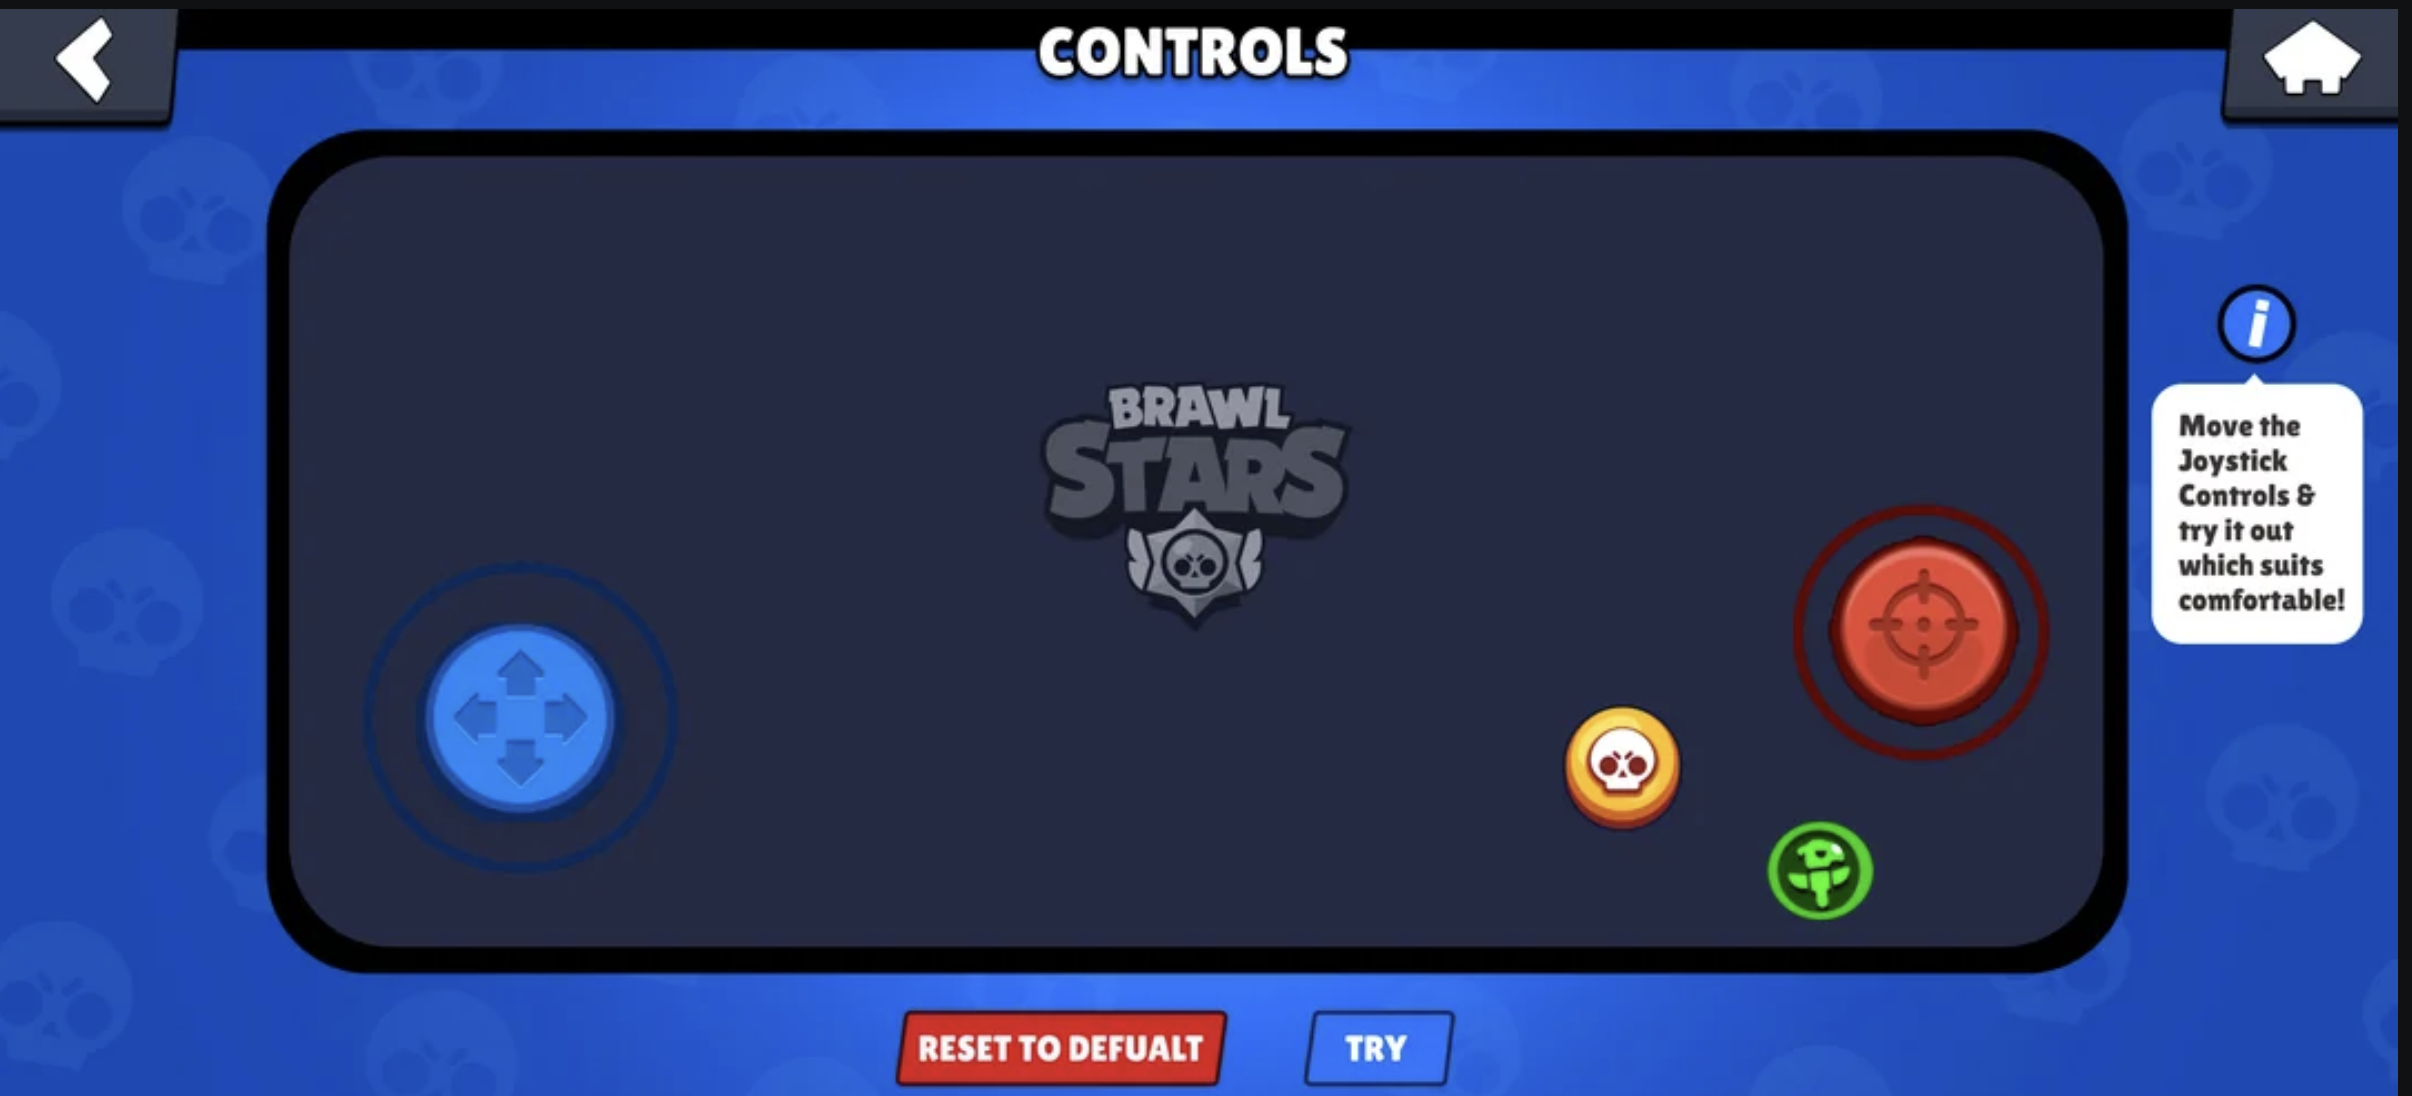 CONTROLS
BRAWL
STARS
i
Move the
Joystick
Controls &
try it out
which suits
comfortable!
RESET TO DEFUALT
TRY